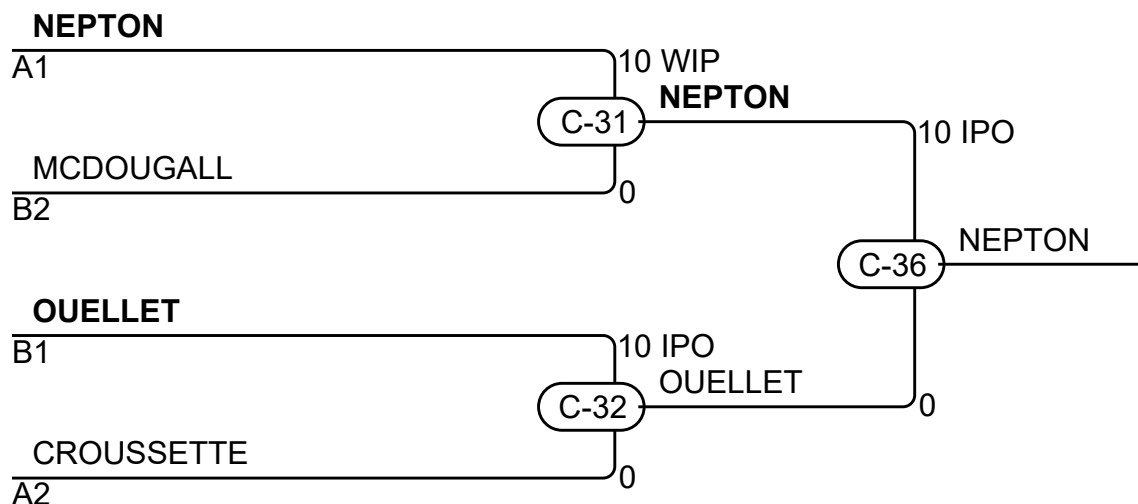 NEPTON
A1
10 WIP
NEPTON
C-31
10 IPO
MCDOUGALL
B2
0
NEPTON
C-36
OUELLET
B1
10 IPO
OUELLET
C-32
0
CROUSSETTE
A2
0